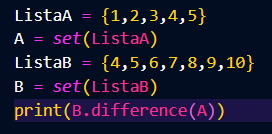 ListaA = {1,2,3,4,5}
A = set(ListaA)
ListaB = {4,5,6,7,8,9,10}
B = set(ListaB)
print(B.difference(A))